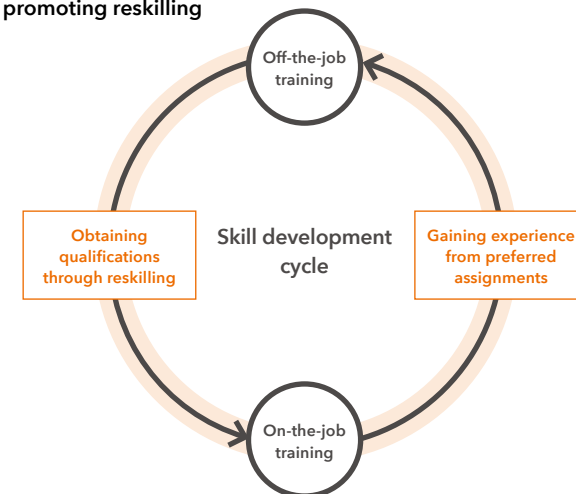 promoting reskilling
Off-the-job
training
Obtaining
qualifications
through reskilling
Skill development
cycle
Gaining experience
from preferred
assignments
On-the-job
training